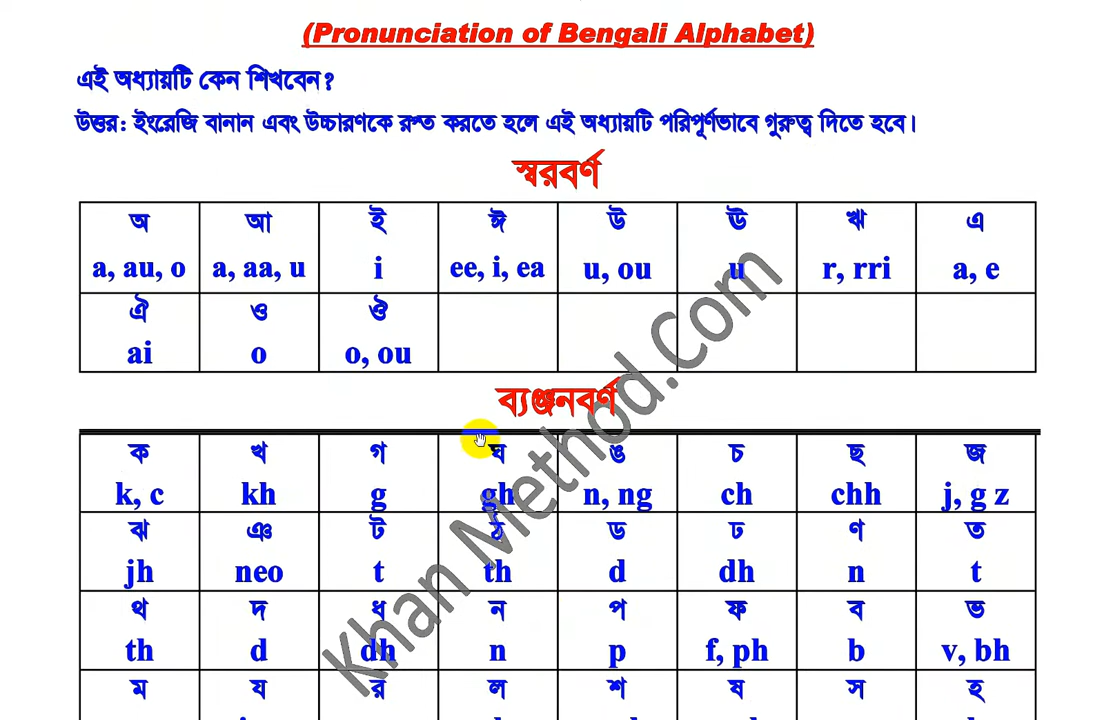 (Pronunciation of Bengali Alphabet)
এই অধ্যায়টি কেন শিখবেন?
উত্তর: ইংরেজি বানান এবং উচ্চারণকে রপ্ত করতে হলে এই অধ্যায়টি পরিপূর্ণভাবে গুরুত্ব দিতে হবে।
স্বরবর্ণ
অ আ ই ঈ উ ঊ ঋ এ
a, au, o a, aa, u i ee, i, ea u, ou u r, rri a, e
ঐ ও ঔ
ai o o, ou
ব্যঞ্জনবর্ণ
ক খ গ ঘ ঙ চ ছ জ
k, c kh g gh n, ng ch chh j, g z
ঝ ঞ ট ঠ ড ঢ ণ ত
jh neo t th d dh n t
থ দ ধ ন প ফ ব ভ
th d dh n p f, ph b v, bh
ম য র ল শ ষ স হ
Khan Method.Com